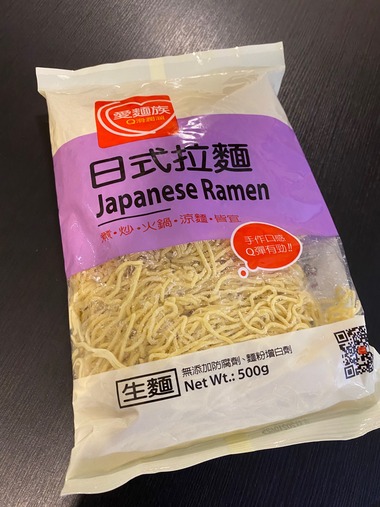 愛麵族
日式拉麵
Japanese Ramen
煮·炒·火鍋·涼麵·皆宜
手作口感
Q彈有勁!!
生麵
無添加防腐劑、麵粉增白劑
Net Wt.: 500g